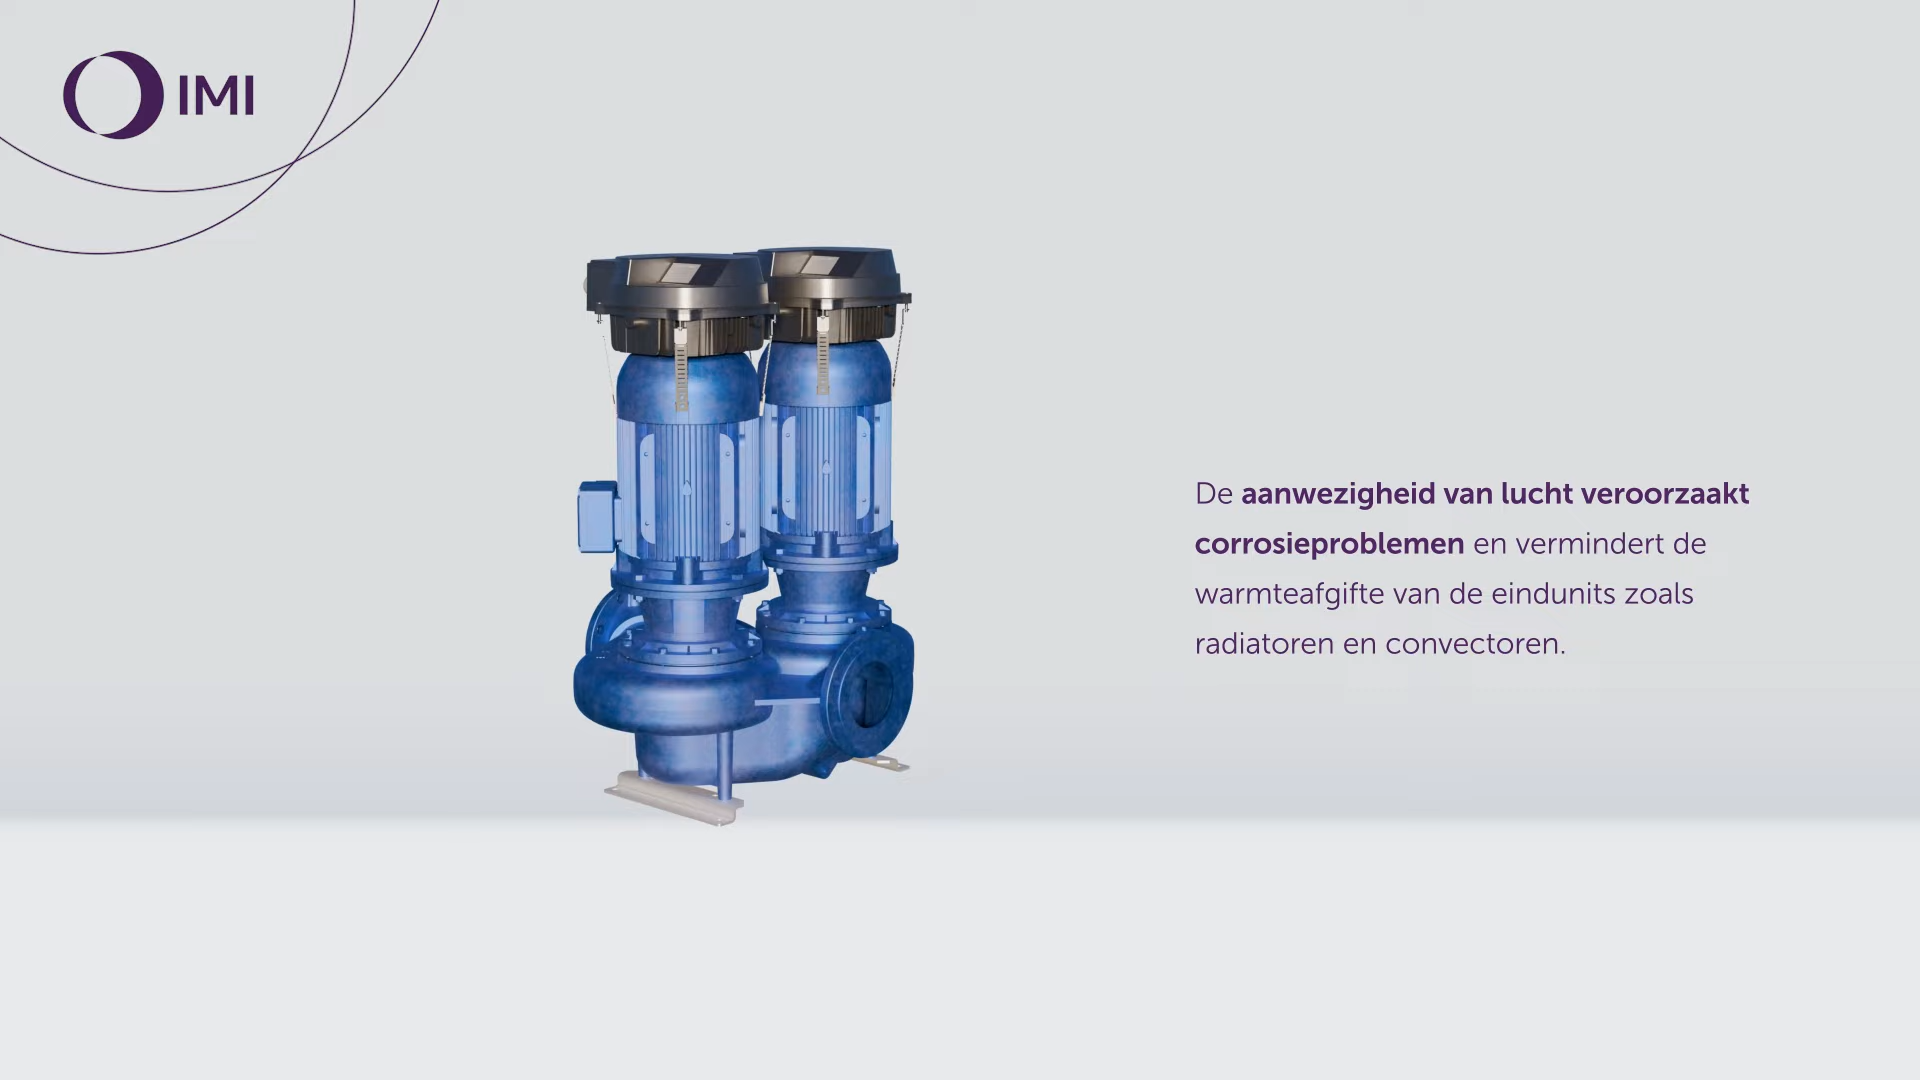 IMI
De aanwezigheid van lucht veroorzaakt
corrosieproblemen en vermindert de
warmteafgifte van de eindunits zoals
radiatoren en convectoren.